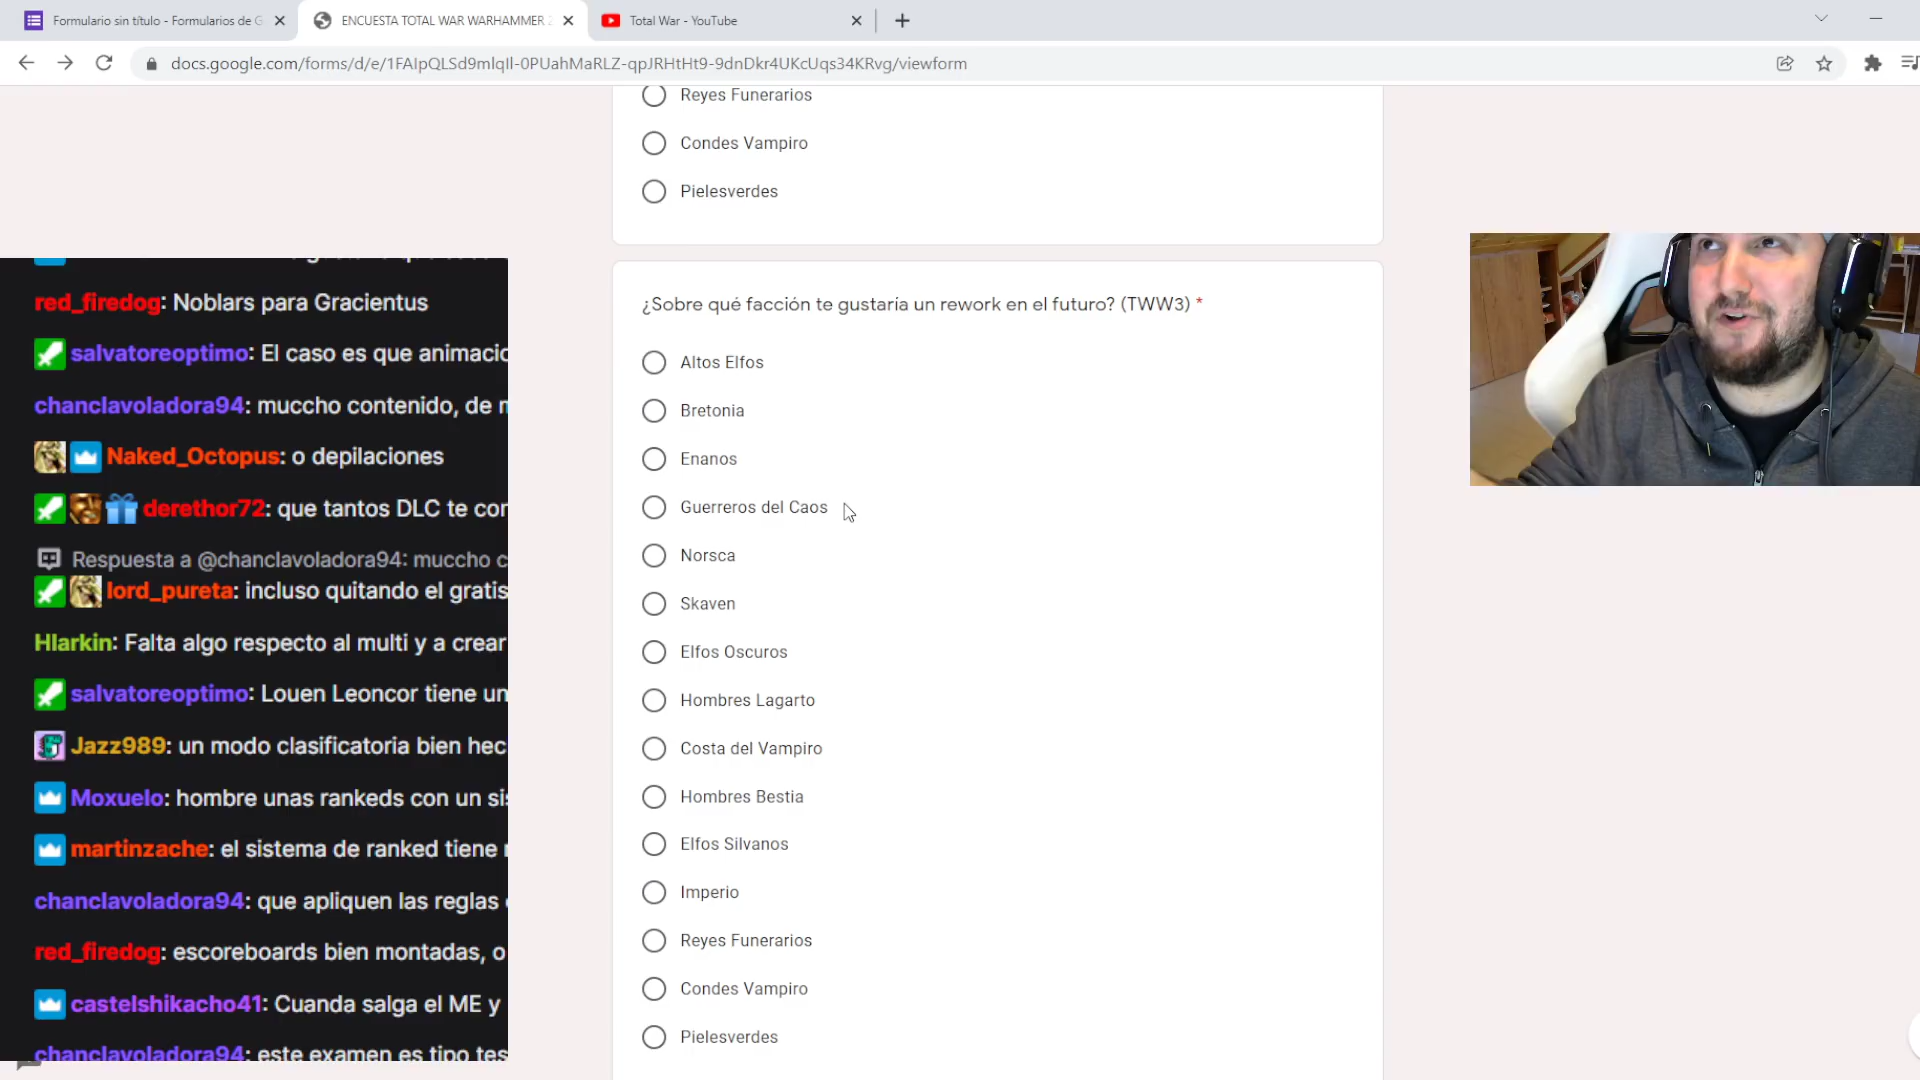 Formulario sin título - Formularios de G
ENCUESTA TOTAL WAR WARHAMMER
Total War - YouTube
docs.google.com/forms/d/e/1FAIpQLSd9mlqIl-0PUahMaRLZ-qpJRHtHt9-9dnDkr4UKcUqs34KRvg/viewform
Reyes Funerarios
Condes Vampiro
Pielesverdes
¿Sobre qué facción te gustaría un rework en el futuro? (TWW3) *
Altos Elfos
Bretonia
Enanos
Guerreros del Caos
Norsca
Skaven
Elfos Oscuros
Hombres Lagarto
Costa del Vampiro
Hombres Bestia
Elfos Silvanos
Imperio
Reyes Funerarios
Condes Vampiro
Pielesverdes
red_firedog: Noblars para Gracientus
salvatoreoptimo: El caso es que animacio
chanclavoladora94: muccho contenido, de
Naked_Octopus: o depilaciones
derethor72: que tantos DLC te
Respuesta a @chanclavoladora94: muccho c
lord_pureta: incluso quitando el gratis
Hlarkin: Falta algo respecto al multi y a crear
salvatoreoptimo: Louen Leoncor tiene un
Jazz989: un modo clasificatoria bien hec
Moxuelo: hombre unas rankeds con un
martinzache: el sistema de ranked tiene
chanclavoladora94: que apliquen las reglas
red_firedog: escoreboards bien montadas, o
castelshikacho41: Cuanda salga el ME y
chanclavoladora94: este examen es tipo tes